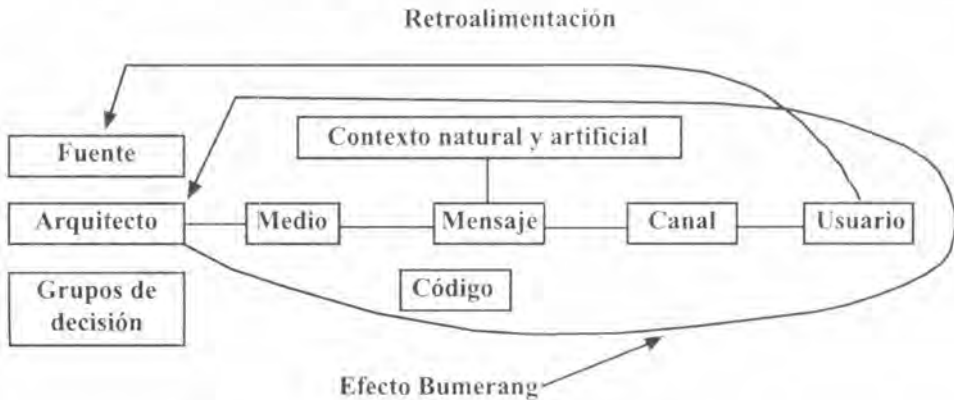 Retroalimentación
Contexto natural y artificial
Fuente
Arquitecto
Medio
Mensaje
Canal
Usuario
Grupos de
decisión
Código
Efecto Bumerang